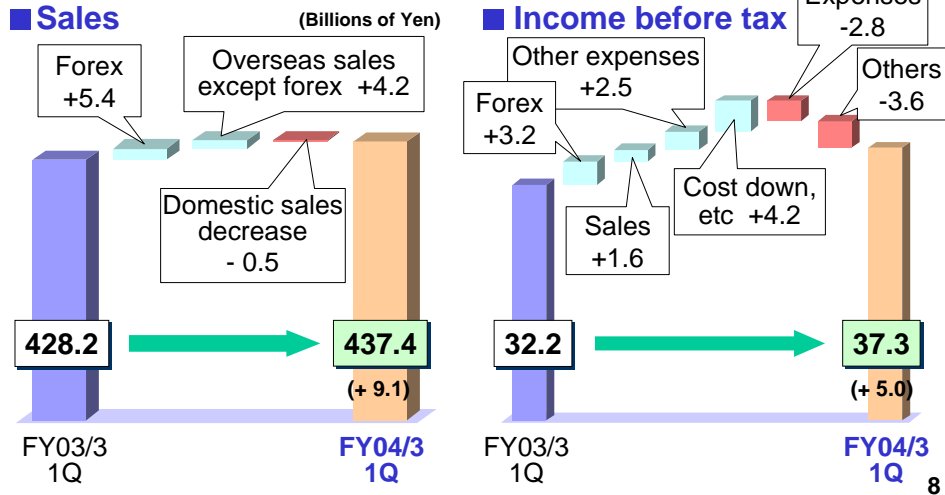 ■ Sales
(Billions of Yen)
Forex
+5.4
Overseas sales
except forex +4.2
Domestic sales
decrease
- 0.5
428.2
437.4
(+ 9.1)
FY03/3
1Q
FY04/3
1Q
■ Income before tax
Forex
+3.2
Other expenses
+2.5
Sales
+1.6
Cost down,
etc +4.2
Expenses
-2.8
Others
-3.6
32.2
37.3
(+ 5.0)
FY03/3
1Q
FY04/3
1Q
8